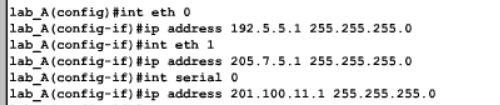 lab_A(config)#int eth 0
lab_A(config-if)#ip address 192.5.5.1 255.255.255.0
lab_A(config-if)#int eth 1
lab_A(config-if)#ip address 205.7.5.1 255.255.255.0
lab_A(config-if)#int serial 0
lab_A(config-if)#ip address 201.100.11.1 255.255.255.0